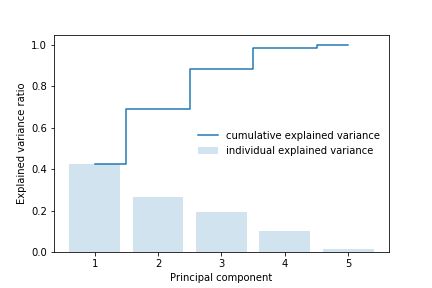 1.0
0.8
0.6
0.4
0.2
0.0
Explained variance ratio
cumulative explained variance
individual explained variance
1 2 3 4 5
Principal component